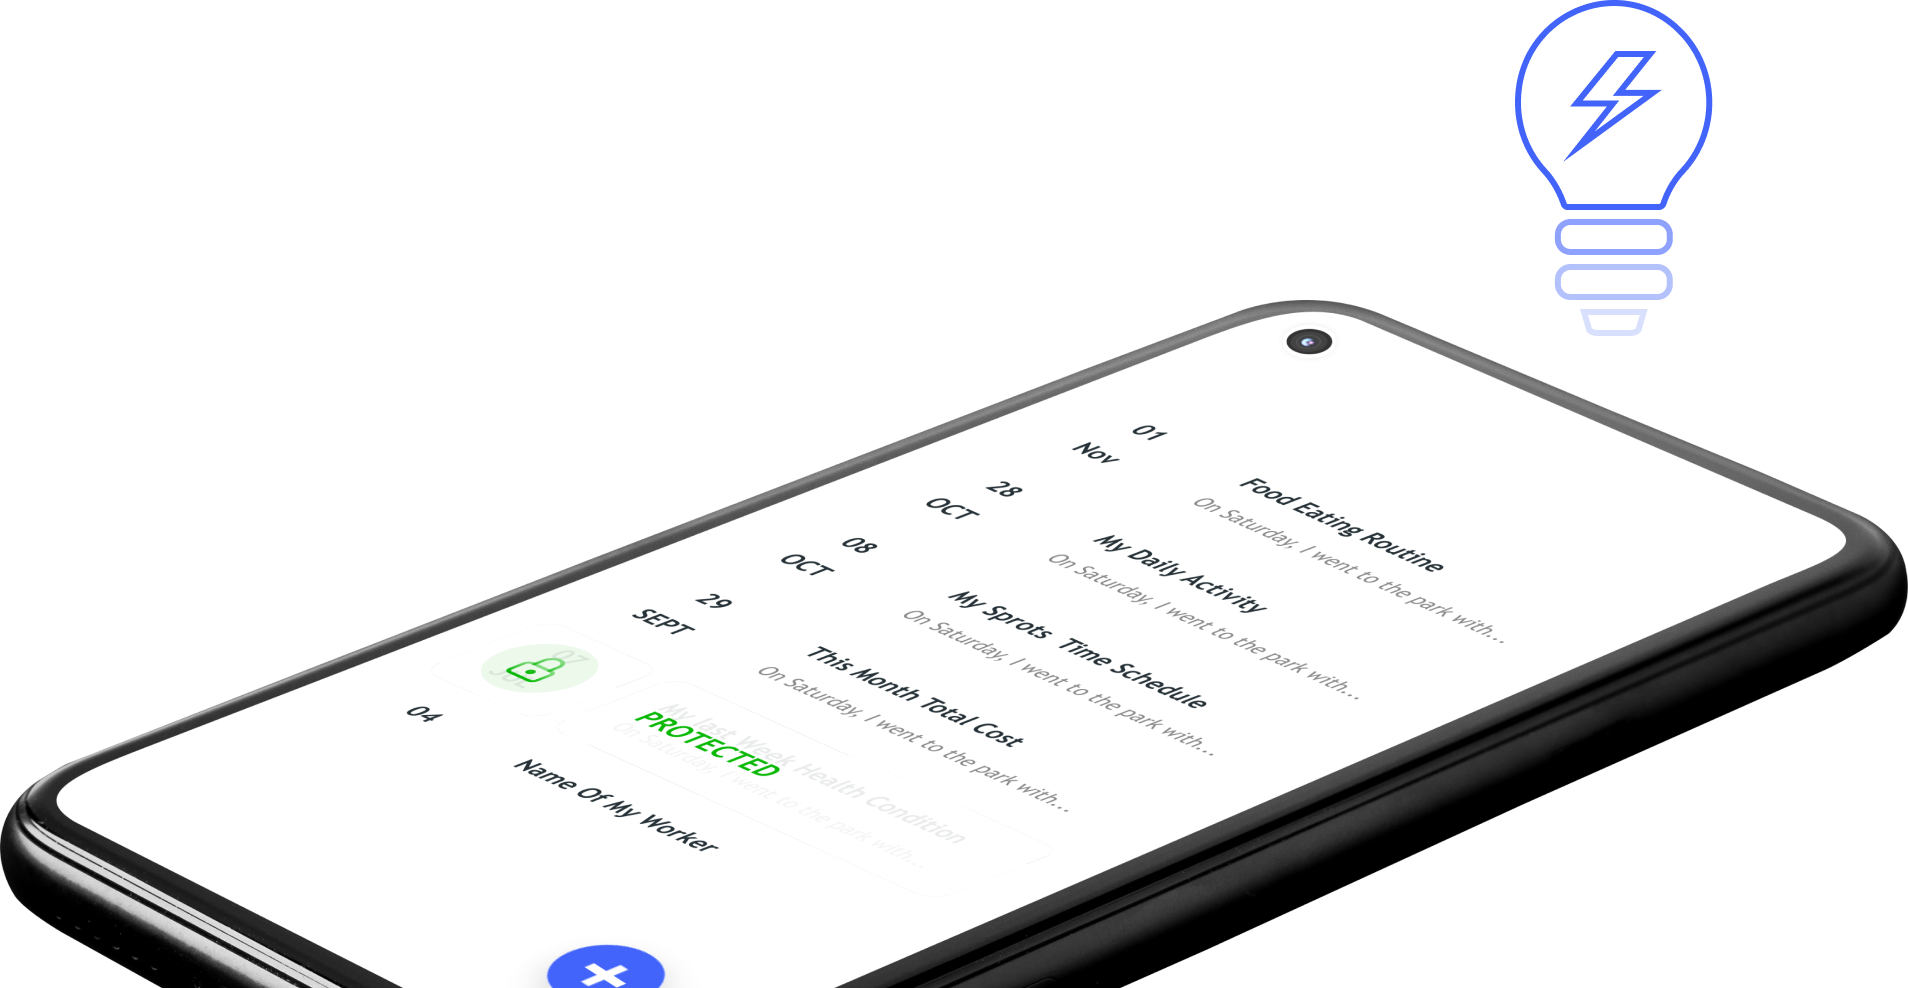 01
Nov
Food Eating Routine
On Saturday, I went to the park with...
28
OCT
My Daily Activity
On Saturday, I went to the park with...
08
OCT
My Sprots Time Schedule
On Saturday, I went to the park with...
29
SEPT
This Month Total Cost
On Saturday, I went to the park with...
07
JUL
My last Week Health Condition
On Saturday, I went to the park with...
PROTECTED
04
Name Of My Worker